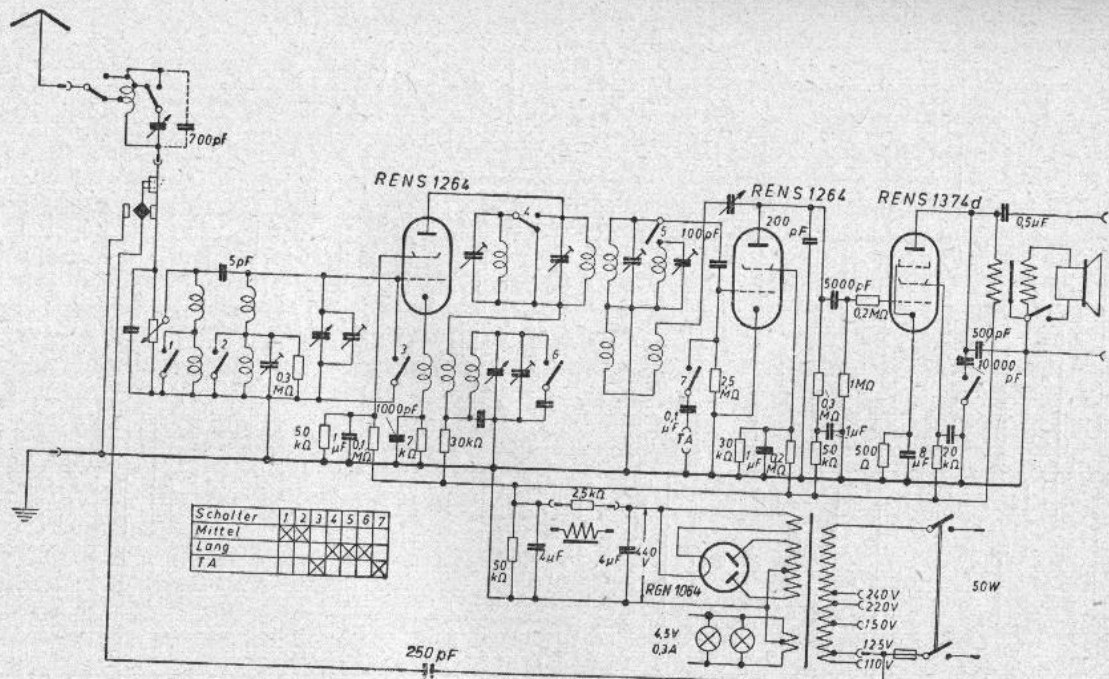 700pF
RENS 1264
RENS 1264
RENS 1374d
4
5
100pF
200
pF
0,5µF
5pF
5000pF
0,2MΩ
500pF
10000
pF
1
2
3
6
7
0,3
MΩ
1000pF
2,5
MΩ
0,3
MΩ
1MΩ
50
kΩ
1
µF
0,1
MΩ
7
kΩ
30kΩ
0,1
µF
TA
30
kΩ
1
µF
0,2
MΩ
50
kΩ
1µF
500
Ω
8
µF
20
kΩ
Schalter 1 2 3 4 5 6 7
Mittel
Lang
TA
2,5kΩ
50
kΩ
4µF
4µF
440
V
RGN 1064
4,5V
0,3A
240V
220V
150V
125V
110V
50W
250pF